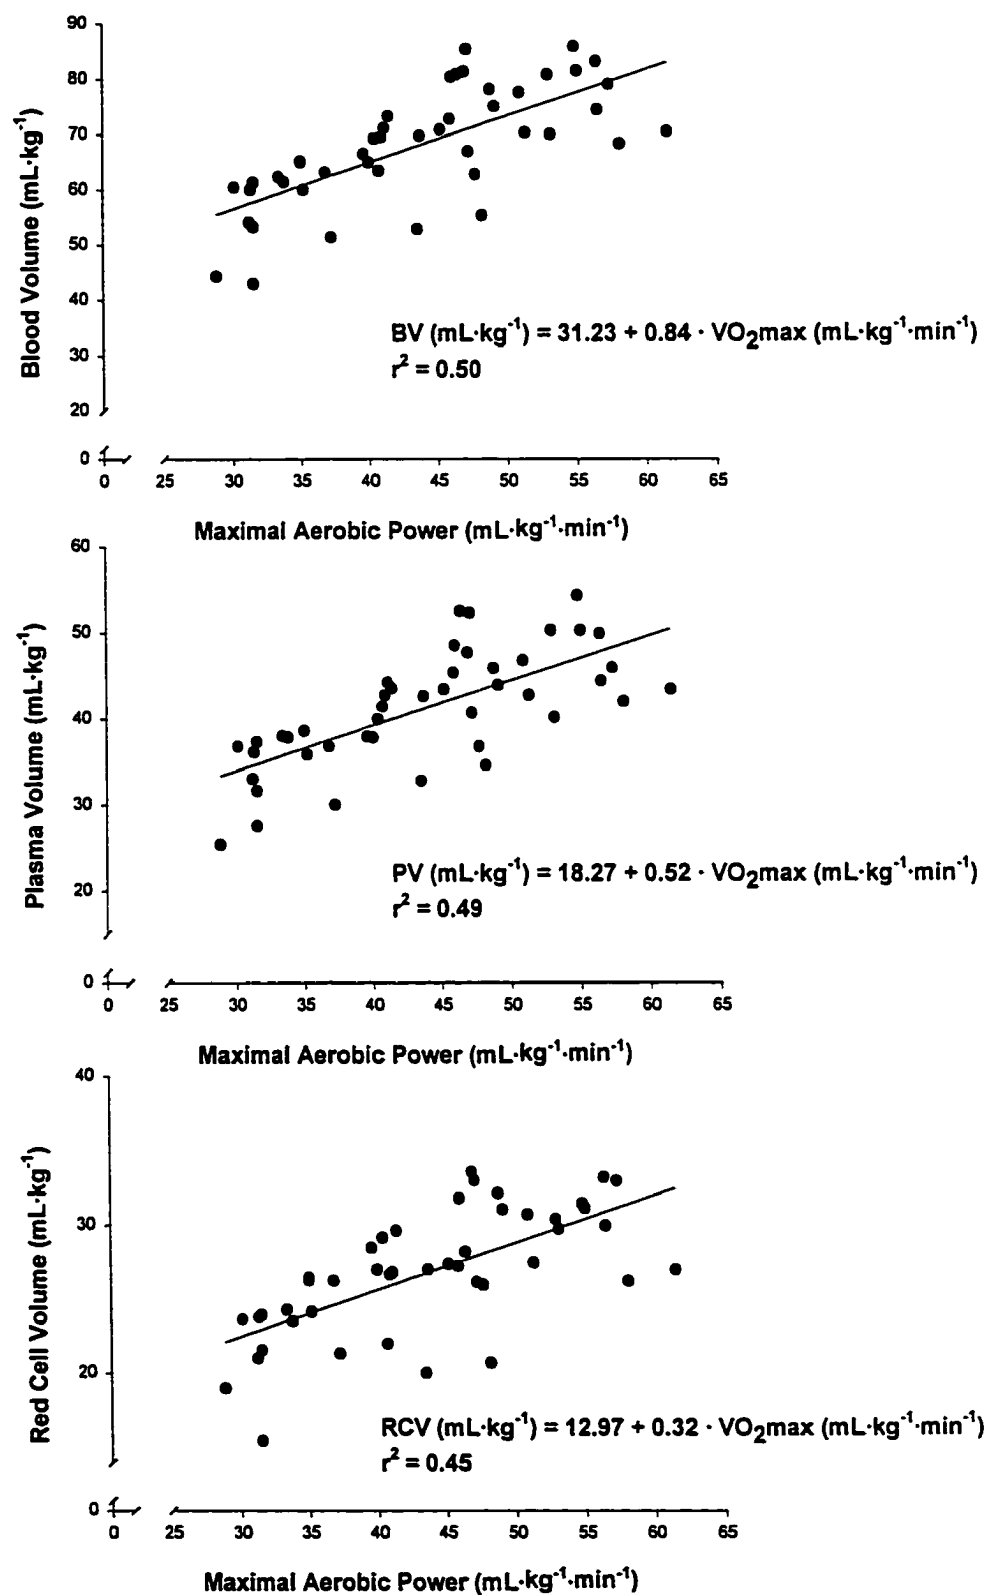 90
80
70
60
50
40
30
20
0
Blood Volume (mL·kg⁻¹)
BV (mL·kg⁻¹) = 31.23 + 0.84 · VO₂max (mL·kg⁻¹·min⁻¹)
r² = 0.50
0 25 30 35 40 45 50 55 60 65
Maximal Aerobic Power (mL·kg⁻¹·min⁻¹)
60
50
40
30
20
0
Plasma Volume (mL·kg⁻¹)
PV (mL·kg⁻¹) = 18.27 + 0.52 · VO₂max (mL·kg⁻¹·min⁻¹)
r² = 0.49
0 25 30 35 40 45 50 55 60 65
Maximal Aerobic Power (mL·kg⁻¹·min⁻¹)
40
30
20
0
Red Cell Volume (mL·kg⁻¹)
RCV (mL·kg⁻¹) = 12.97 + 0.32 · VO₂max (mL·kg⁻¹·min⁻¹)
r² = 0.45
0 25 30 35 40 45 50 55 60 65
Maximal Aerobic Power (mL·kg⁻¹·min⁻¹)